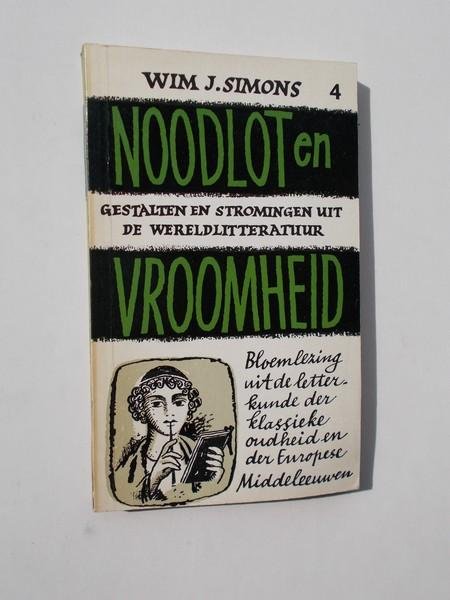 WIM J. SIMONS 4
NOODLOT en
GESTALTEN EN STROMINGEN UIT
DE WERELDLITTERATUUR
VROOMHEID
Bloemlezing
uit de letter-
kunde der
klassieke
oudheid en
der Europese
Middeleeuwen